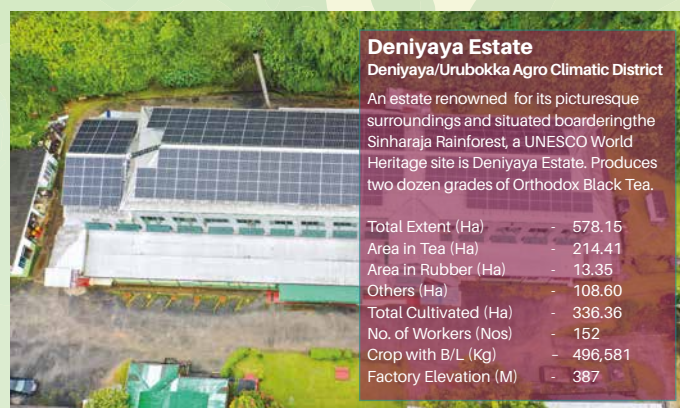 Deniyaya Estate
Deniyaya/Urubokka Agro Climatic District
An estate renowned for its picturesque
surroundings and situated boarderingthe
Sinharaja Rainforest, a UNESCO World
Heritage site is Deniyaya Estate. Produces
two dozen grades of Orthodox Black Tea.
Total Extent (Ha) - 578.15
Area in Tea (Ha) - 214.41
Area in Rubber (Ha) - 13.35
Others (Ha) - 108.60
Total Cultivated (Ha) - 336.36
No. of Workers (Nos) - 152
Crop with B/L (Kg) - 496,581
Factory Elevation (M) - 387